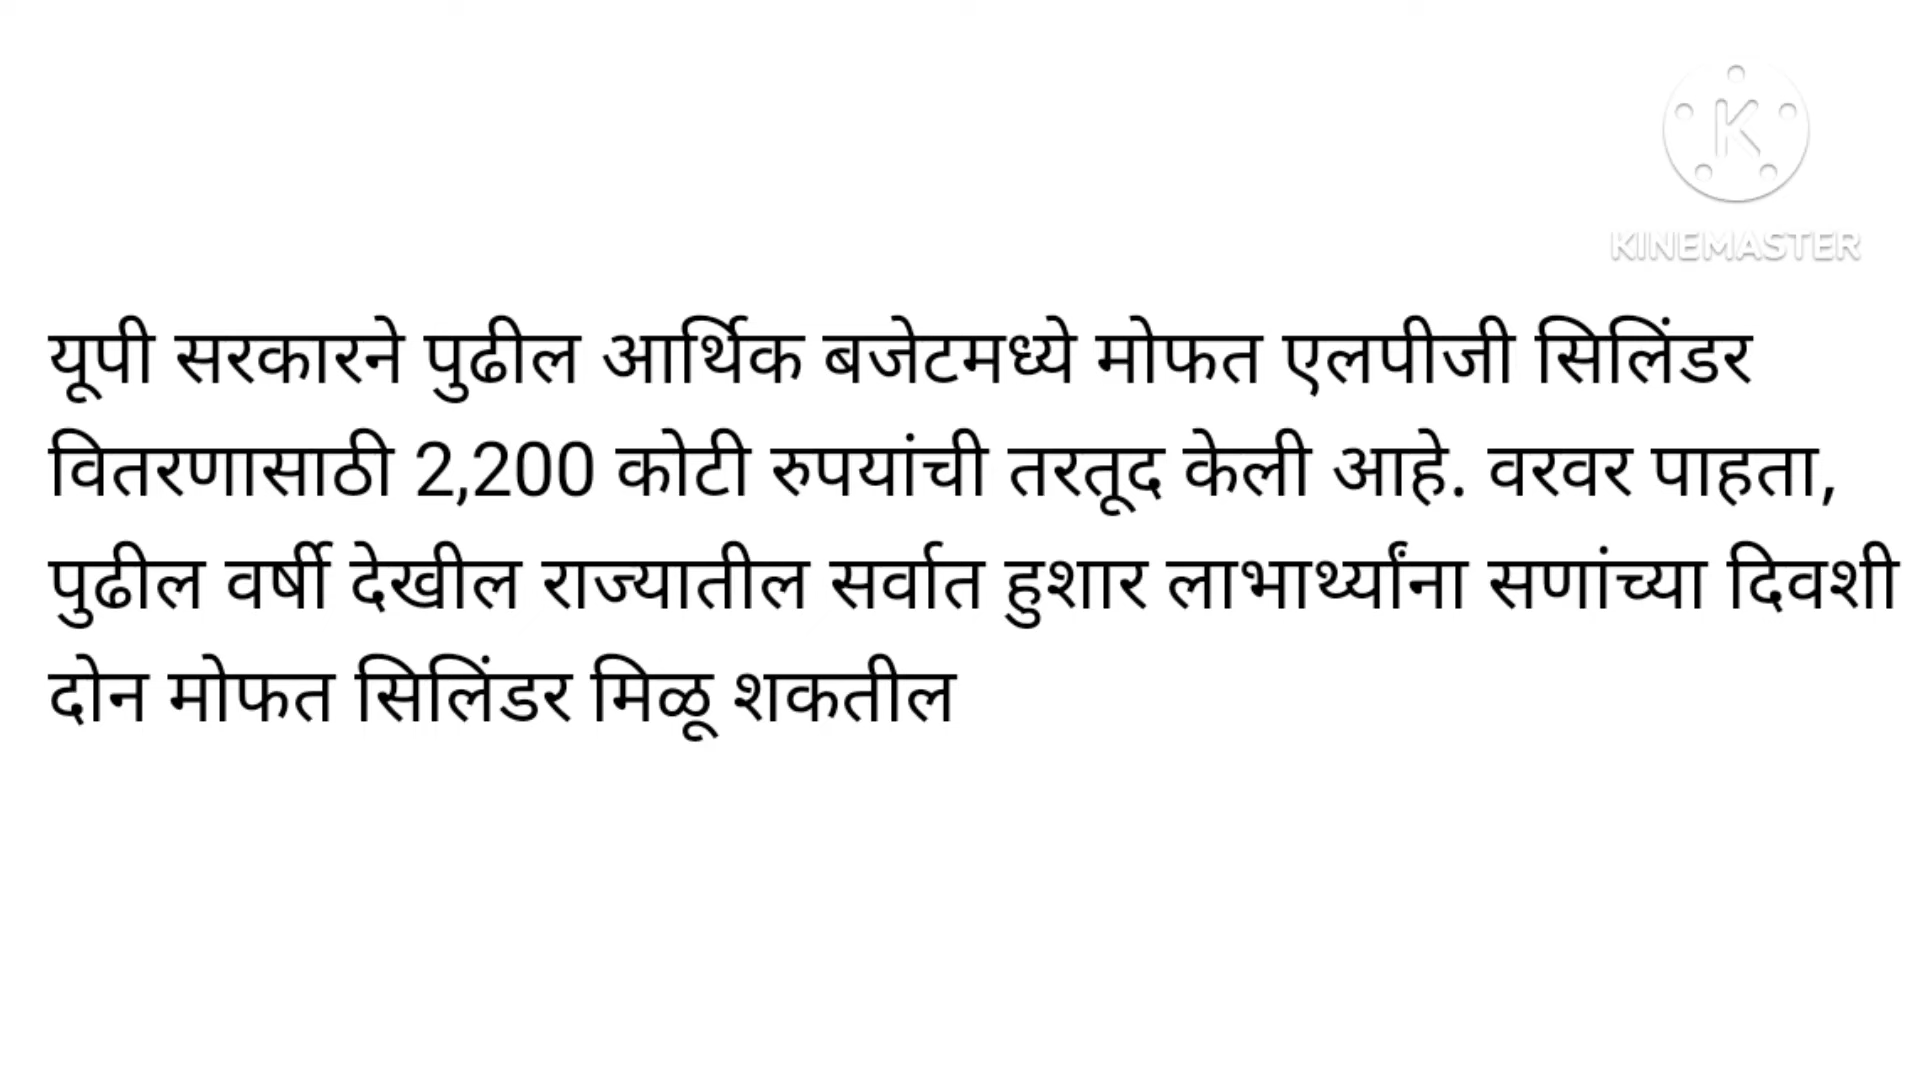 KINEMASTER
यूपी सरकारने पुढील आर्थिक बजेटमध्ये मोफत एलपीजी सिलिंडर
वितरणासाठी 2,200 कोटी रुपयांची तरतूद केली आहे. वरवर पाहता,
पुढील वर्षी देखील राज्यातील सर्वात हुशार लाभार्थ्यांना सणांच्या दिवशी
दोन मोफत सिलिंडर मिळू शकतील